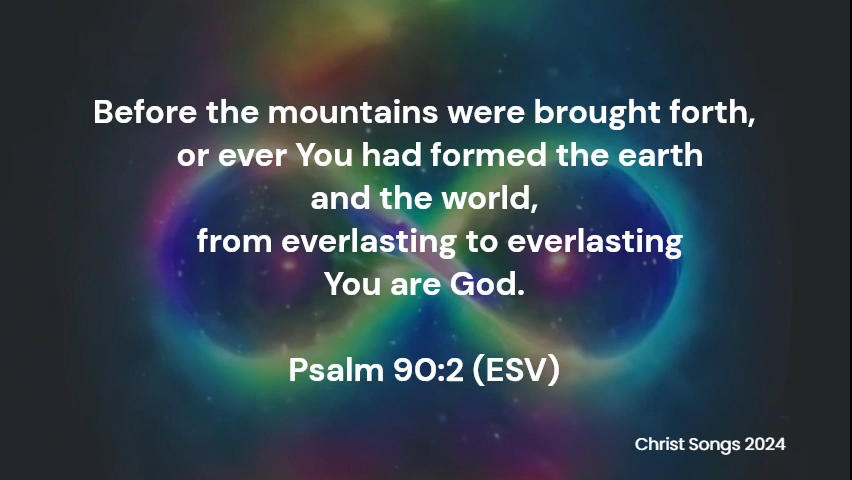 Before the mountains were brought forth,
or ever You had formed the earth
and the world,
from everlasting to everlasting
You are God.
Psalm 90:2 (ESV)
Christ Songs 2024